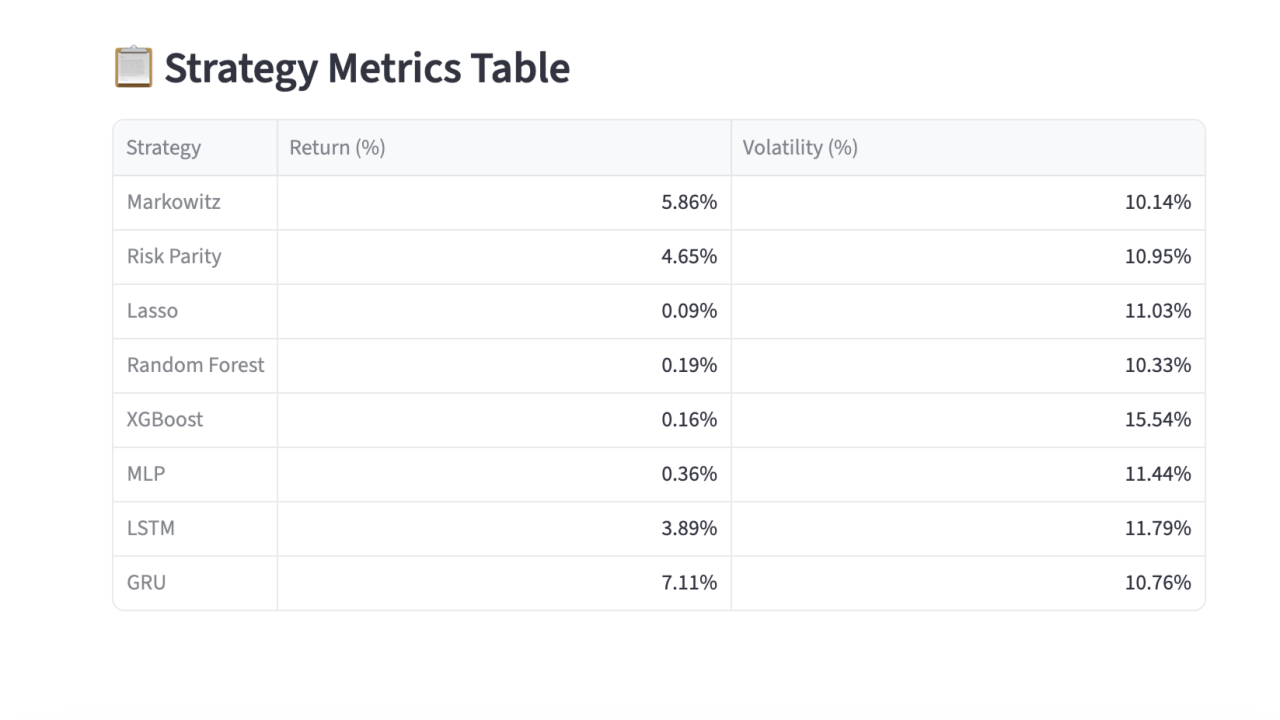 Strategy Metrics Table
Strategy Return (%) Volatility (%)
Markowitz 5.86% 10.14%
Risk Parity 4.65% 10.95%
Lasso 0.09% 11.03%
Random Forest 0.19% 10.33%
XGBoost 0.16% 15.54%
MLP 0.36% 11.44%
LSTM 3.89% 11.79%
GRU 7.11% 10.76%